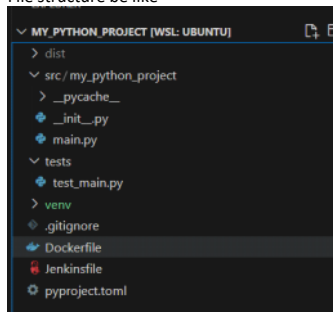 File structure be like
MY_PYTHON_PROJECT [WSL: UBUNTU]
dist
src/my_python_project
__pycache__
__init__.py
main.py
tests
test_main.py
venv
.gitignore
Dockerfile
Jenkinsfile
pyproject.toml